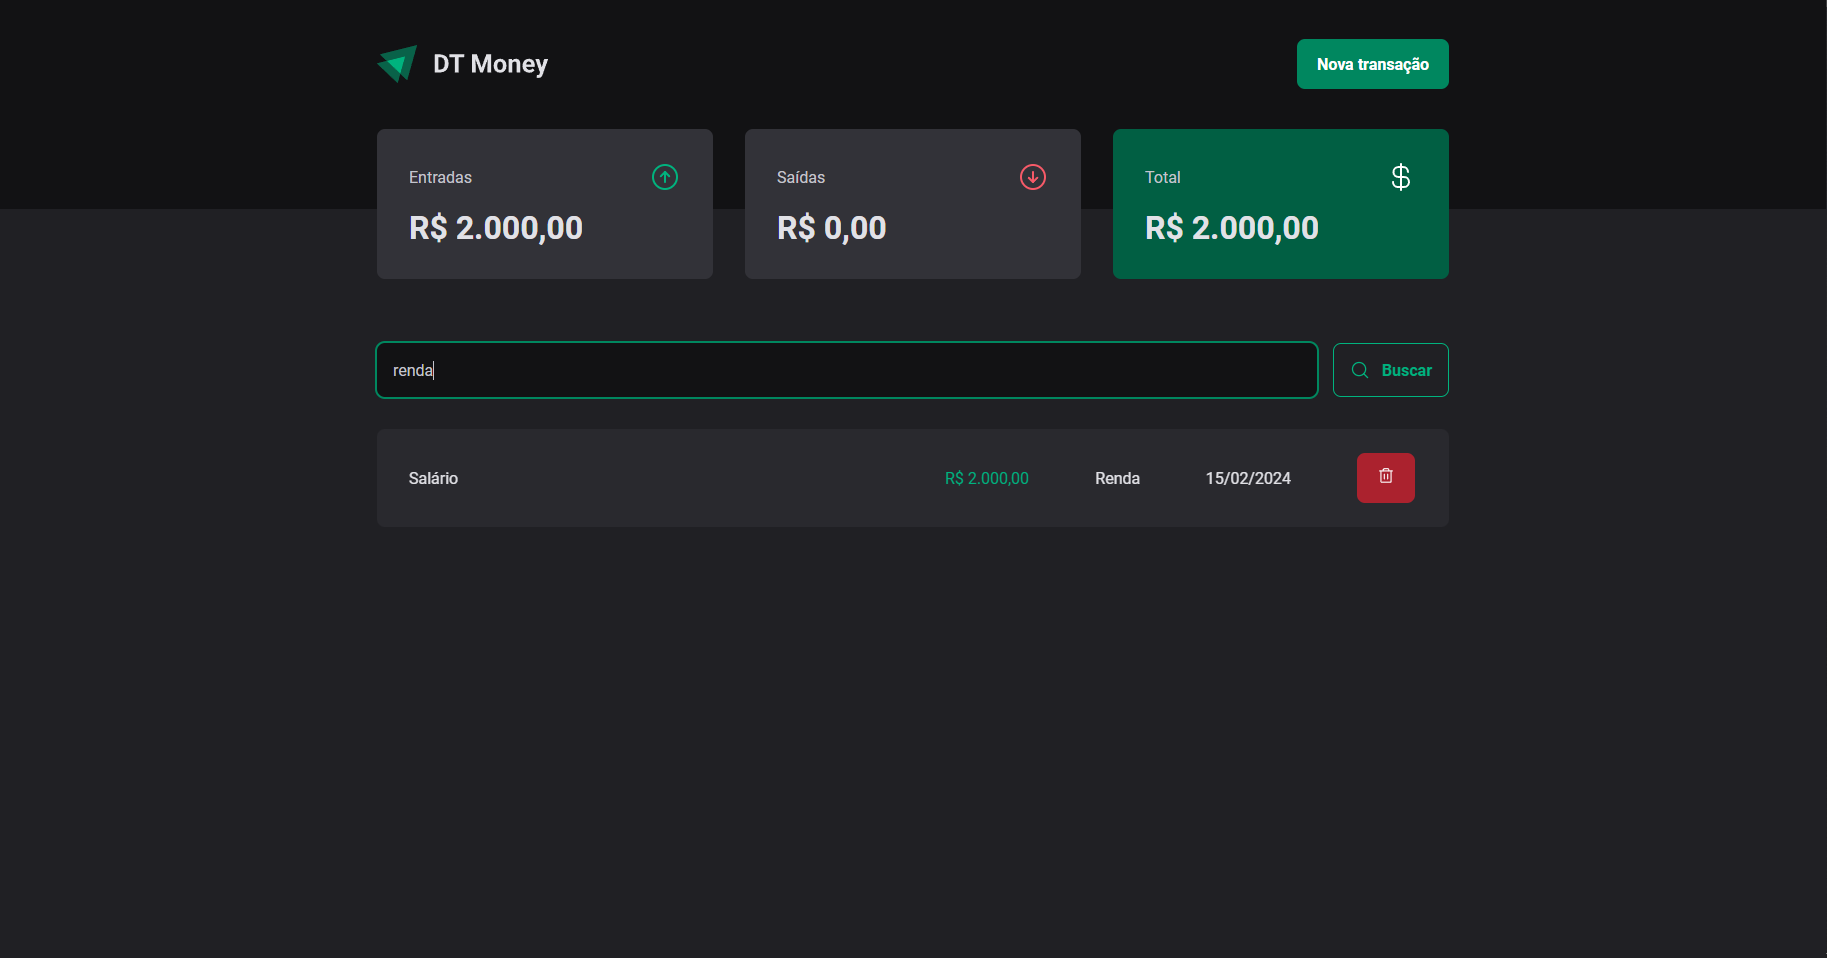 DT Money
Nova transação
Entradas
R$ 2.000,00
Saídas
R$ 0,00
Total
R$ 2.000,00
renda
Buscar
Salário R$ 2.000,00 Renda 15/02/2024